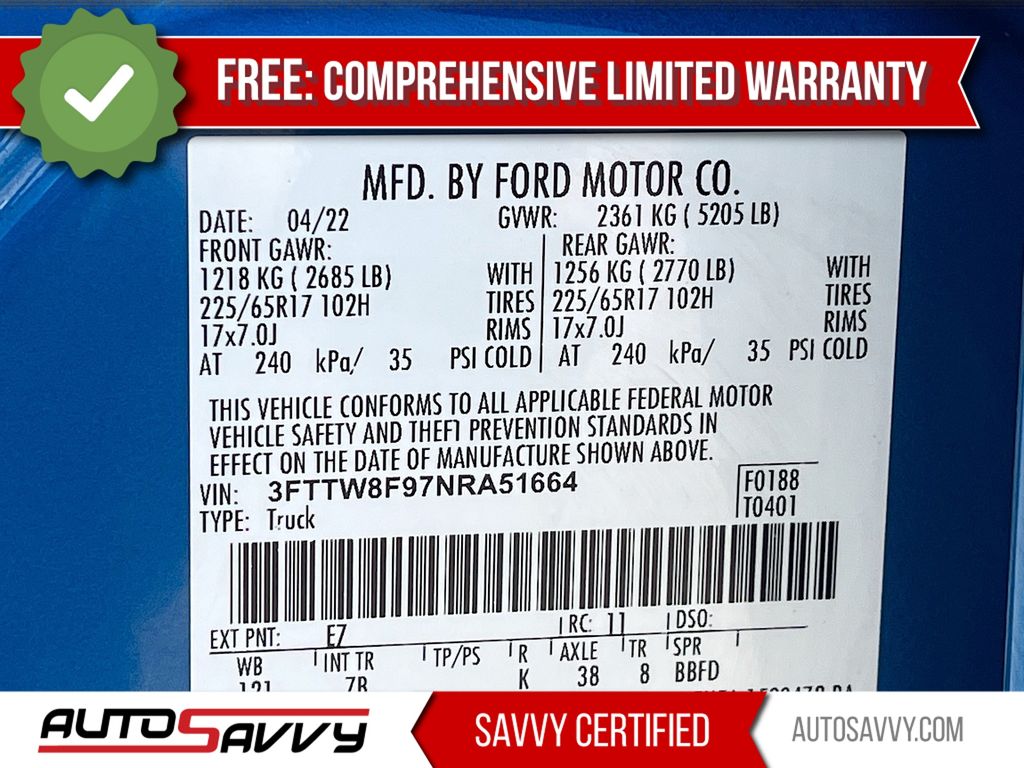 FREE: COMPREHENSIVE LIMITED WARRANTY
MFD. BY FORD MOTOR CO.
DATE: 04/22 GVWR: 2361 KG ( 5205 LB)
FRONT GAWR: REAR GAWR:
1218 KG ( 2685 LB) WITH 1256 KG ( 2770 LB) WITH
225/65R17 102H TIRES 225/65R17 102H TIRES
17x7.0J RIMS 17x7.0J RIMS
AT 240 kPa/ 35 PSI COLD AT 240 kPa/ 35 PSI COLD
THIS VEHICLE CONFORMS TO ALL APPLICABLE FEDERAL MOTOR
VEHICLE SAFETY AND THEFT PREVENTION STANDARDS IN
EFFECT ON THE DATE OF MANUFACTURE SHOWN ABOVE.
VIN: 3FTTW8F97NRA51664 F0188
TYPE: Truck T0401
EXT PNT: E7 RC: 11 DSO:
WB INT TR TP/PS R AXLE TR SPR
121 7B K 38 8 BBFD
AUTOSAVVY SAVVY CERTIFIED AUTOSAVVY.COM